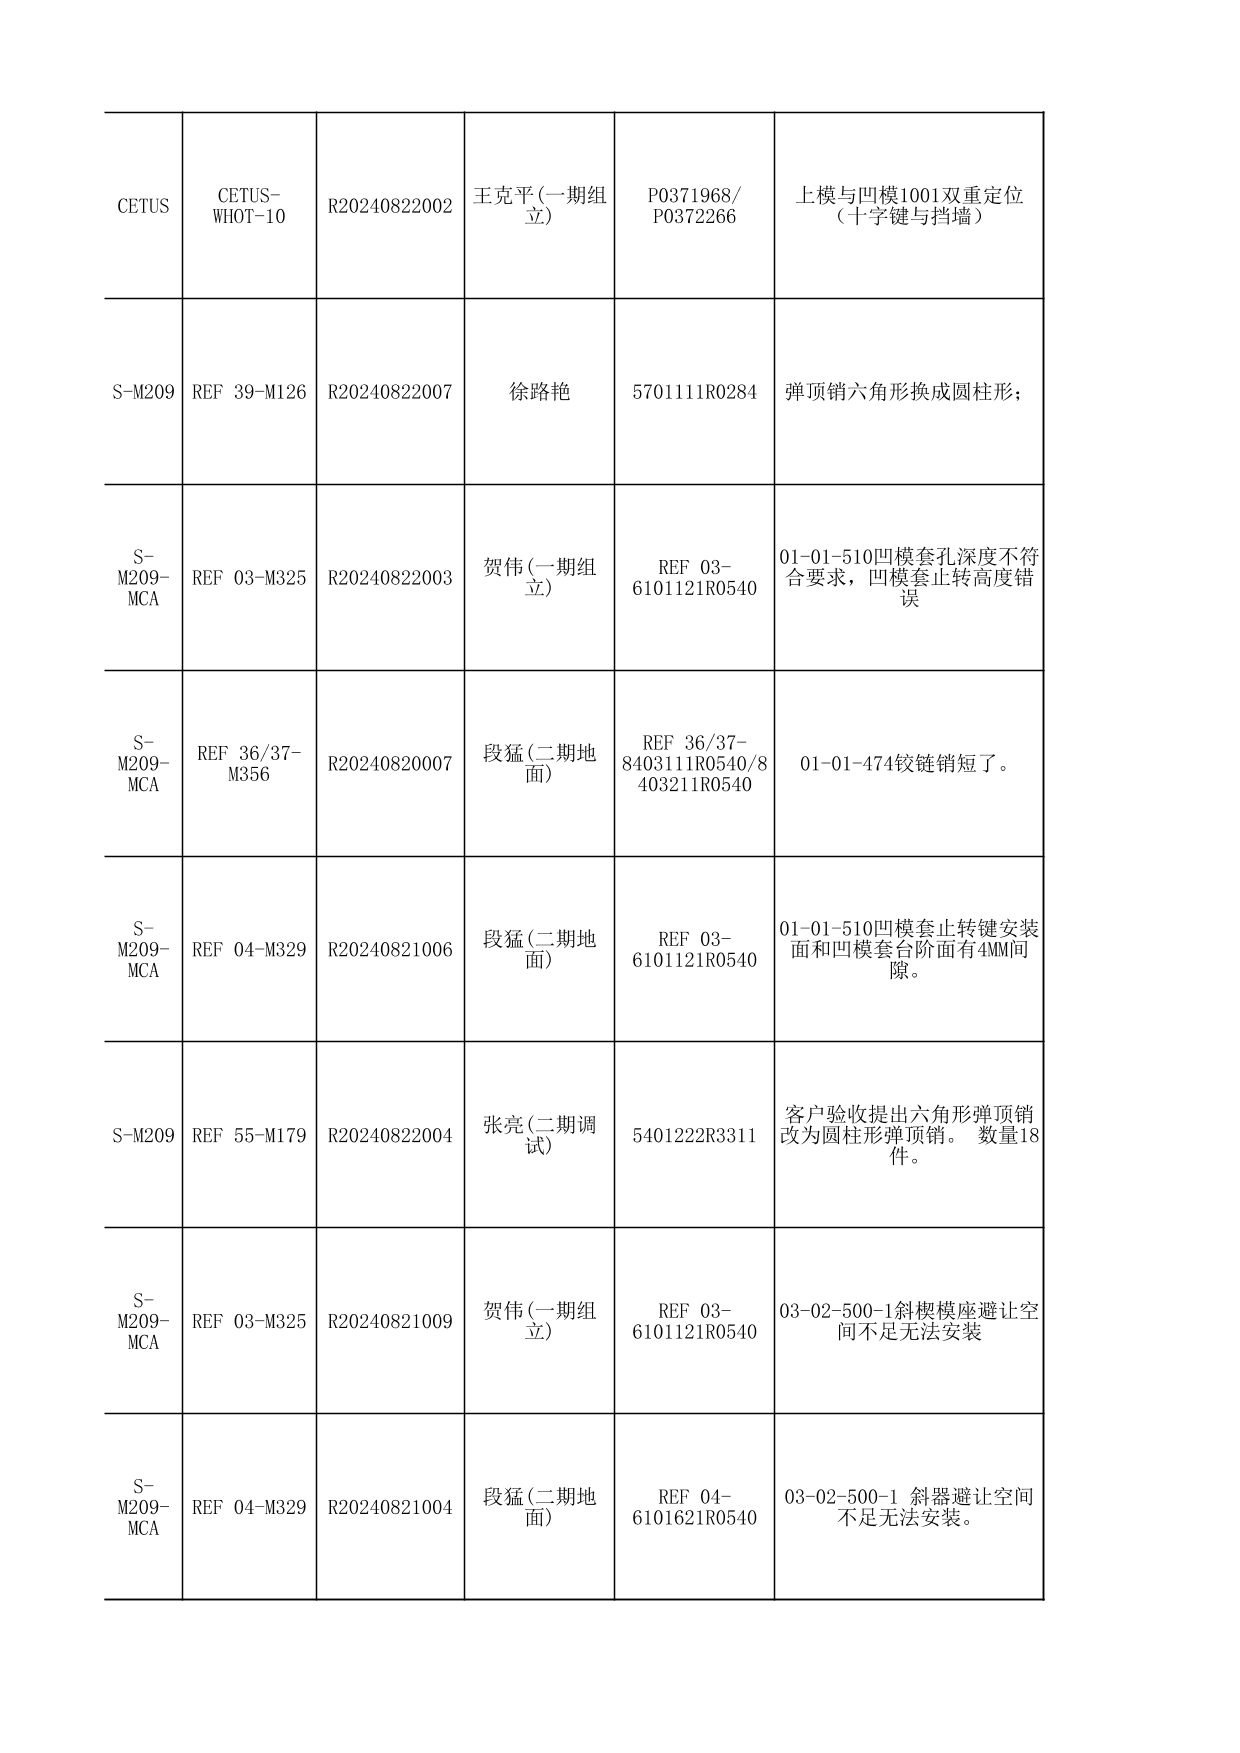 CETUS
CETUS-
WHOT-10
R20240822002
王克平(一期组
立)
P0371968/
P0372266
上模与凹模1001双重定位
（十字键与挡墙）
S-M209
REF 39-M126
R20240822007
徐路艳
5701111R0284
弹顶销六角形换成圆柱形;
S-
M209-
MCA
REF 03-M325
R20240822003
贺伟(一期组
立)
REF 03-
6101121R0540
01-01-510凹模套孔深度不符
合要求，凹模套止转高度错
误
S-
M209-
MCA
REF 36/37-
M356
R20240820007
段猛(二期地
面)
REF 36/37-
8403111R0540/8
403211R0540
01-01-474铰链销短了。
S-
M209-
MCA
REF 04-M329
R20240821006
段猛(二期地
面)
REF 03-
6101121R0540
01-01-510凹模套止转键安装
面和凹模套台阶面有4MM间
隙。
S-M209
REF 55-M179
R20240822004
张亮(二期调
试)
5401222R3311
客户验收提出六角形弹顶销
改为圆柱形弹顶销。 数量18
件。
S-
M209-
MCA
REF 03-M325
R20240821009
贺伟(一期组
立)
REF 03-
6101121R0540
03-02-500-1斜楔模座避让空
间不足无法安装
S-
M209-
MCA
REF 04-M329
R20240821004
段猛(二期地
面)
REF 04-
6101621R0540
03-02-500-1 斜器避让空间
不足无法安装。